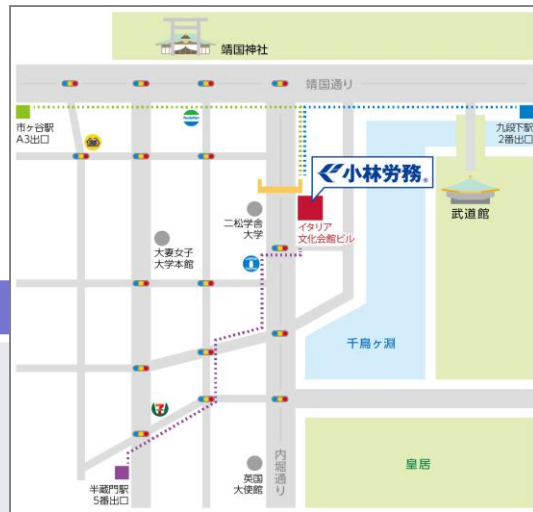 靖国神社
靖国通り
市ヶ谷駅
A3出口
FamilyMart
九段下駅
2番出口
小林労務®
武道館
二松学舎
大学
イタリア
文化会館ビル
大妻女子
大学本館
千鳥ヶ淵
7
半蔵門駅
5番出口
英国
大使館
内堀通り
皇居